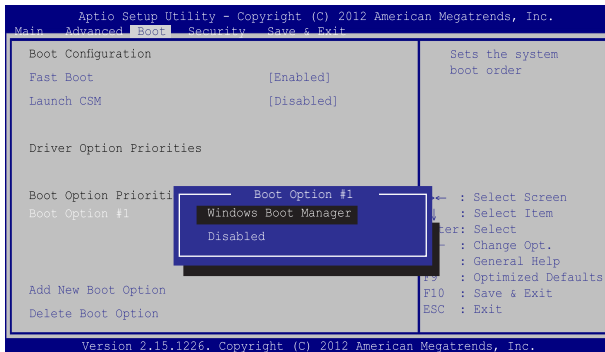 Aptio Setup Utility - Copyright (C) 2012 American Megatrends, Inc.
Main Advanced Boot Security Save & Exit
Boot Configuration
Fast Boot [Enabled]
Launch CSM [Disabled]
Driver Option Priorities
Boot Option Prioriti
Boot Option #1
Add New Boot Option
Delete Boot Option
Boot Option #1
Windows Boot Manager
Disabled
Sets the system
boot order
→← : Select Screen
: Select Item
ter: Select
: Change Opt.
: General Help
F9 : Optimized Defaults
F10 : Save & Exit
ESC : Exit
Version 2.15.1226. Copyright (C) 2012 American Megatrends, Inc.